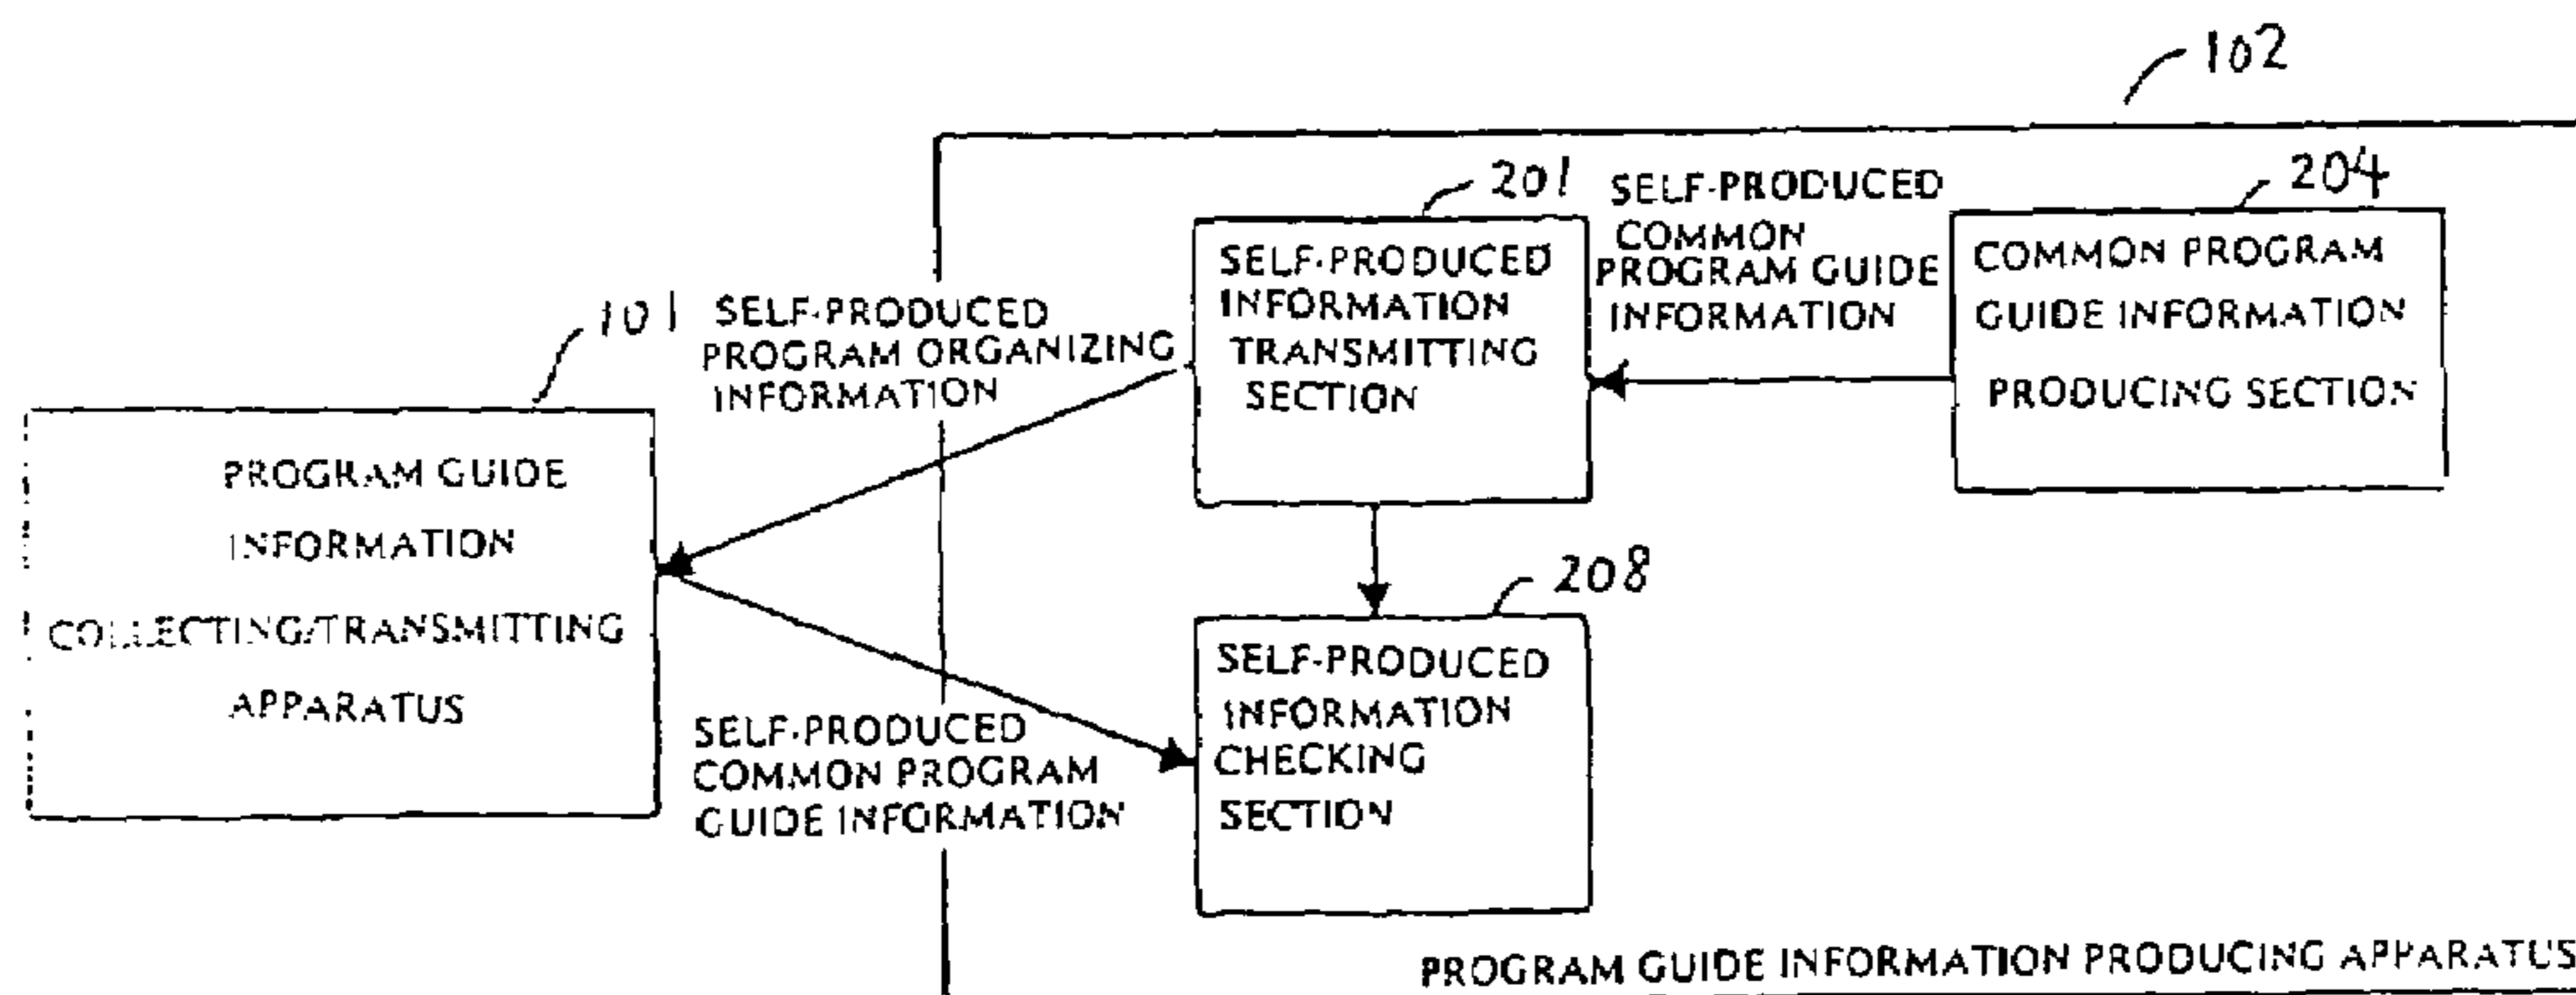 102
201
SELF-PRODUCED
COMMON
PROGRAM GUIDE
INFORMATION
204
SELF-PRODUCED
INFORMATION
TRANSMITTING
SECTION
COMMON PROGRAM
GUIDE INFORMATION
PRODUCING SECTION
101
SELF-PRODUCED
PROGRAM ORGANIZING
INFORMATION
PROGRAM GUIDE
INFORMATION
COLLECTING/TRANSMITTING
APPARATUS
208
SELF-PRODUCED
INFORMATION
CHECKING
SECTION
SELF-PRODUCED
COMMON PROGRAM
GUIDE INFORMATION
PROGRAM GUIDE INFORMATION PRODUCING APPARATUS